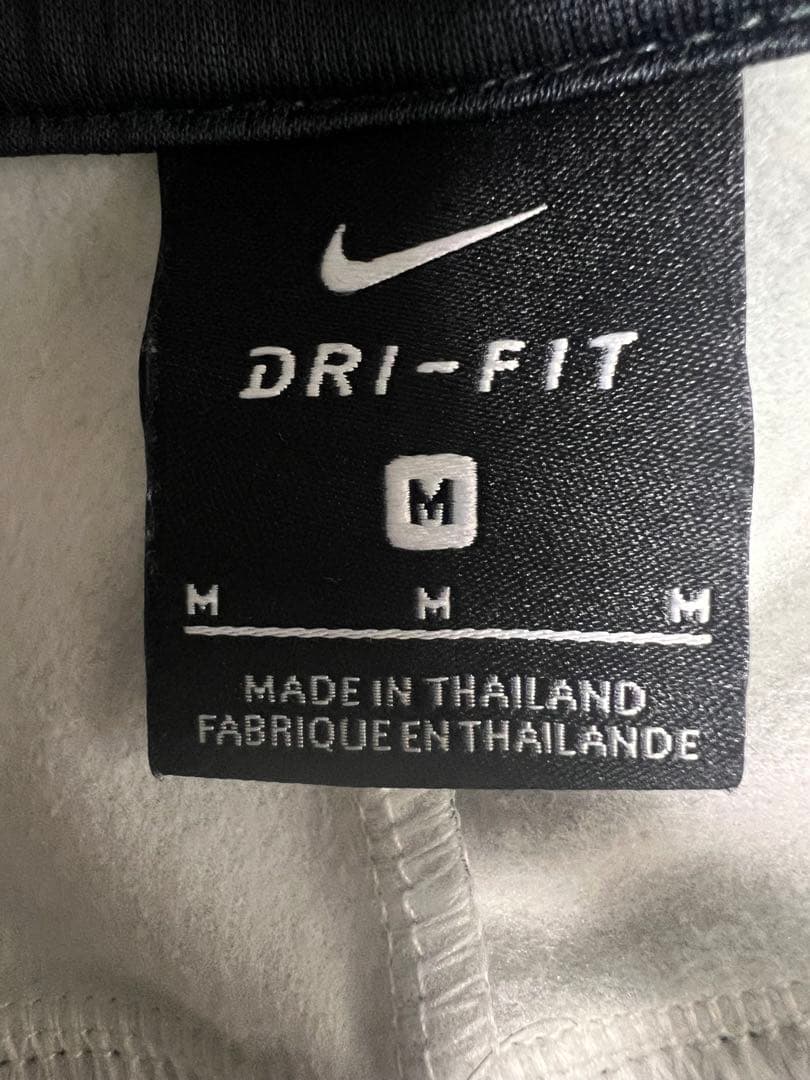 DRI-FIT
M
M M M
MADE IN THAILAND
FABRIQUE EN THAILANDE